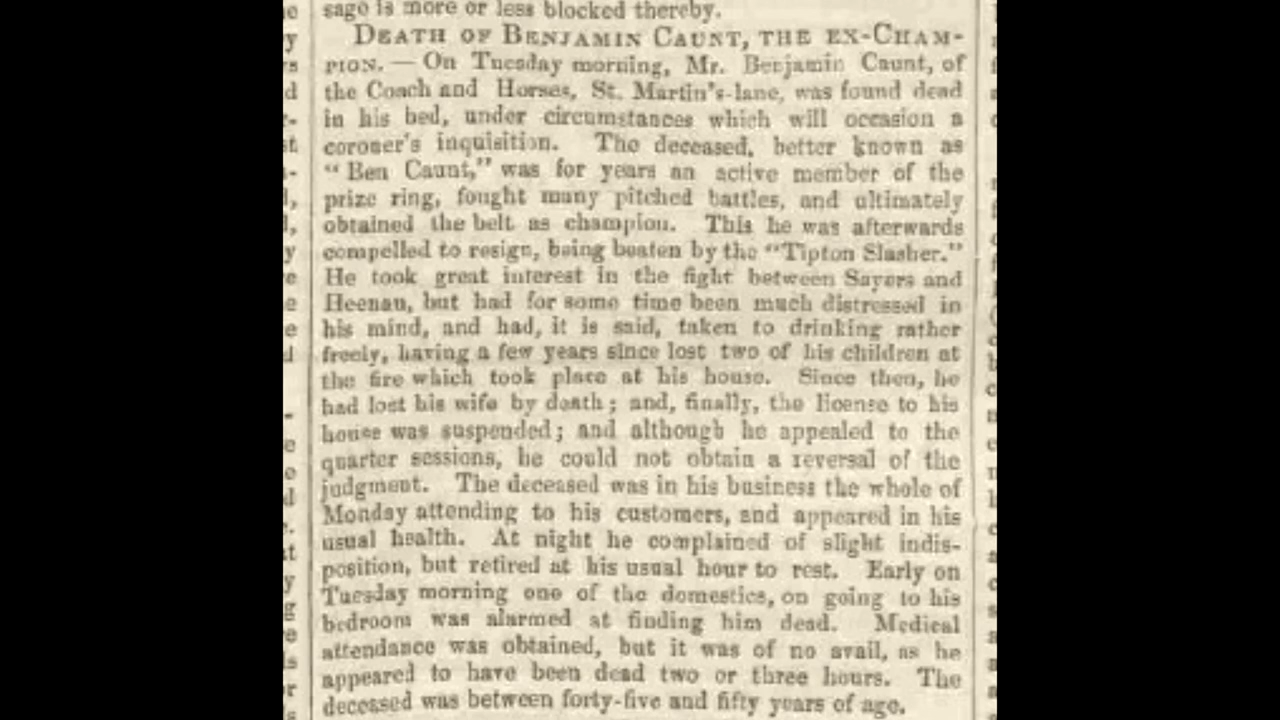 sage is more or less blocked thereby.
DEATH OF BENJAMIN CAUNT, THE EX-CHAM-
PION. — On Tuesday morning, Mr. Benjamin Caunt, of
the Coach and Horses, St. Martin's-lane, was found dead
in his bed, under circumstances which will occasion a
coroner's inquisition. The deceased, better known as
"Ben Caunt," was for years an active member of the
prize ring, fought many pitched battles, and ultimately
obtained the belt as champion. This he was afterwards
compelled to resign, being beaten by the "Tipton Slasher."
He took great interest in the fight between Sayers and
Heenan, but had for some time been much distressed in
his mind, and had, it is said, taken to drinking rather
freely, having a few years since lost two of his children at
the fire which took place at his house. Since then, he
had lost his wife by death; and, finally, the license to his
house was suspended; and although he appealed to the
quarter sessions, he could not obtain a reversal of the
judgment. The deceased was in his business the whole of
Monday attending to his customers, and appeared in his
usual health. At night he complained of slight indis-
position, but retired at his usual hour to rest. Early on
Tuesday morning one of the domestics, on going to his
bedroom was alarmed at finding him dead. Medical
attendance was obtained, but it was of no avail, as he
appeared to have been dead two or three hours. The
deceased was between forty-five and fifty years of age.